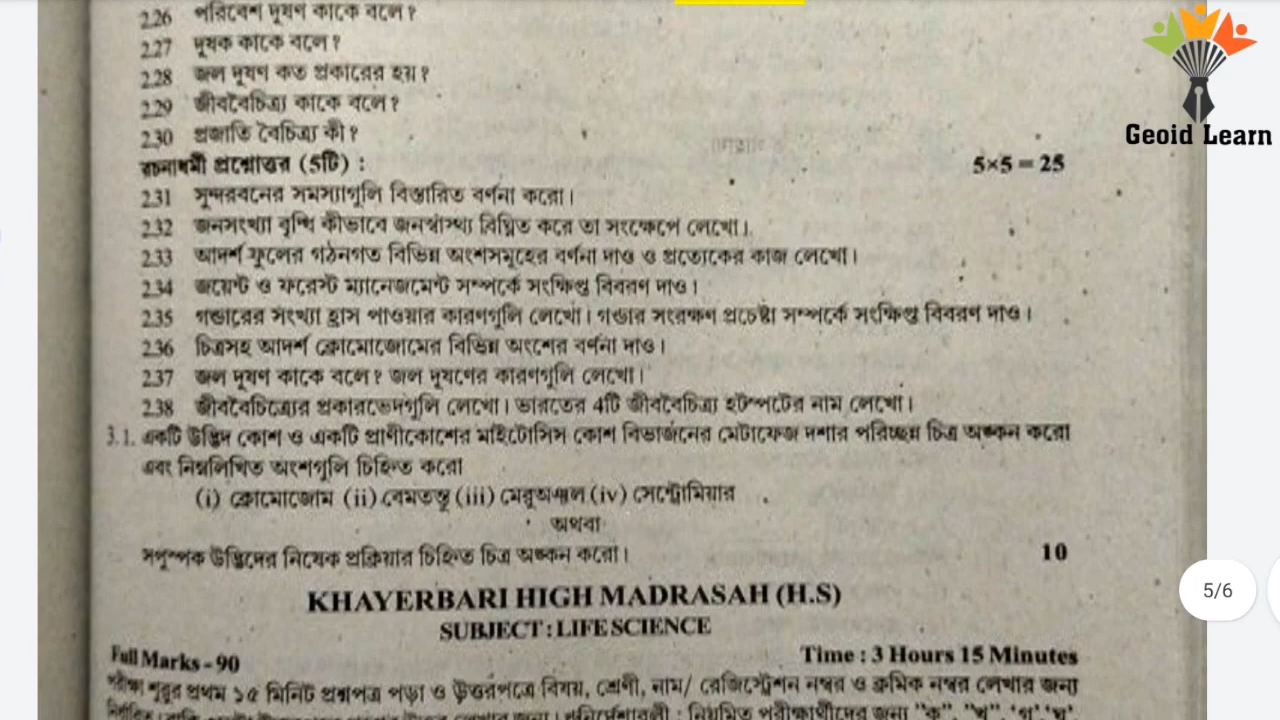 2.26 পরিবেশ দূষণ কাকে বলে?
2.27 দূষক কাকে বলে?
2.28 জল দূষণ কত প্রকারের হয়?
2.29 জীববৈচিত্র্য কাকে বলে?
2.30 প্রজাতি বৈচিত্র্য কী?
রচনাধর্মী প্রশ্নোত্তর (5টি) : 5×5 = 25
2.31 সুন্দরবনের সমস্যাগুলি বিস্তারিত বর্ণনা করো।
2.32 জনসংখ্যা বৃদ্ধি কীভাবে জনস্বাস্থ্য বিঘ্নিত করে তা সংক্ষেপে লেখো।
2.33 আদর্শ ফুলের গঠনগত বিভিন্ন অংশসমূহের বর্ণনা দাও ও প্রত্যেকের কাজ লেখো।
2.34 জয়েন্ট ও ফরেস্ট ম্যানেজমেন্ট সম্পর্কে সংক্ষিপ্ত বিবরণ দাও।
2.35 গন্ডারের সংখ্যা হ্রাস পাওয়ার কারণগুলি লেখো। গন্ডার সংরক্ষণ প্রচেষ্টা সম্পর্কে সংক্ষিপ্ত বিবরণ দাও।
2.36 চিত্রসহ আদর্শ ক্রোমোজোমের বিভিন্ন অংশের বর্ণনা দাও।
2.37 জল দূষণ কাকে বলে? জল দূষণের কারণগুলি লেখো।
2.38 জীববৈচিত্র্যের প্রকারভেদগুলি লেখো। ভারতের 4টি জীববৈচিত্র্য হটস্পটের নাম লেখো।
3.1. একটি উদ্ভিদ কোশ ও একটি প্রাণীকোশের মাইটোসিস কোশ বিভাজনের মেটাফেজ দশার পরিচ্ছন্ন চিত্র অঙ্কন করো
এবং নিম্নলিখিত অংশগুলি চিহ্নিত করো
(i) ক্রোমোজোম (ii) বেমতন্তু (iii) মেরুঅঞ্চল (iv) সেন্ট্রোমিয়ার
অথবা
সপুষ্পক উদ্ভিদের নিষেক প্রক্রিয়ার চিহ্নিত চিত্র অঙ্কন করো। 10
KHAYERBARI HIGH MADRASAH (H.S)
SUBJECT : LIFE SCIENCE
Full Marks - 90 Time : 3 Hours 15 Minutes
পরীক্ষা শুরুর প্রথম ১৫ মিনিট প্রশ্নপত্র পড়া ও উত্তরপত্রে বিষয়, শ্রেণী, নাম/ রেজিস্ট্রেশন নম্বর ও ক্রমিক নম্বর লেখার জন্য
নিয়মিত পরীক্ষার্থীদের জন্য "ক", "খ", 'গ' 'ঘ',
Geoid Learn
5/6